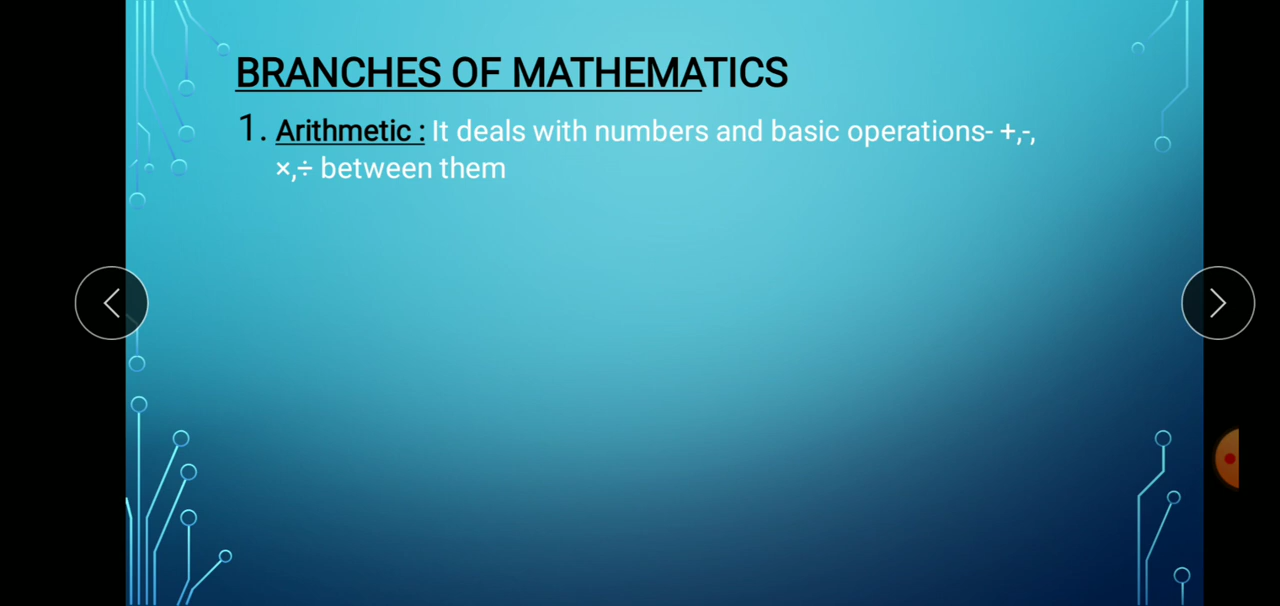 BRANCHES OF MATHEMATICS
1. Arithmetic : It deals with numbers and basic operations- +,-,
×,÷ between them